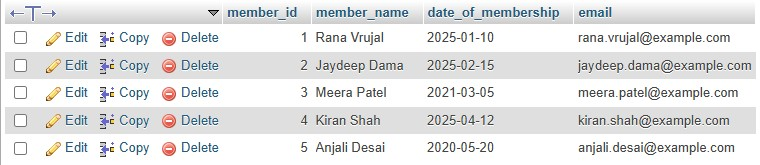 member_id member_name date_of_membership email
Edit Copy Delete 1 Rana Vrujal 2025-01-10 rana.vrujal@example.com
Edit Copy Delete 2 Jaydeep Dama 2025-02-15 jaydeep.dama@example.com
Edit Copy Delete 3 Meera Patel 2021-03-05 meera.patel@example.com
Edit Copy Delete 4 Kiran Shah 2025-04-12 kiran.shah@example.com
Edit Copy Delete 5 Anjali Desai 2020-05-20 anjali.desai@example.com